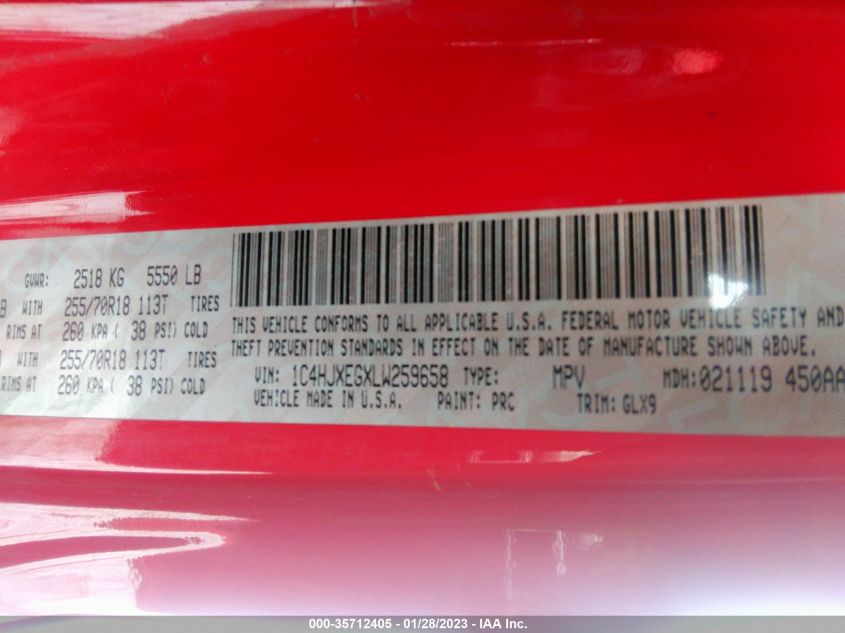 GVWR: 2518 KG 5550 LB
B WITH 255/70R18 113T TIRES
RIMS AT 260 KPA ( 38 PSI) COLD
B WITH 255/70R18 113T TIRES
RIMS AT 260 KPA ( 38 PSI) COLD
THIS VEHICLE CONFORMS TO ALL APPLICABLE U.S.A. FEDERAL MOTOR VEHICLE SAFETY AND
THEFT PREVENTION STANDARDS IN EFFECT ON THE DATE OF MANUFACTURE SHOWN ABOVE.
VIN: 1C4HJXEGXLW259658 TYPE: MPV MDH:021119 450AA
VEHICLE MADE IN U.S.A. PAINT: PRC TRIM: GLX9
000-35712405 - 01/28/2023 - IAA Inc.